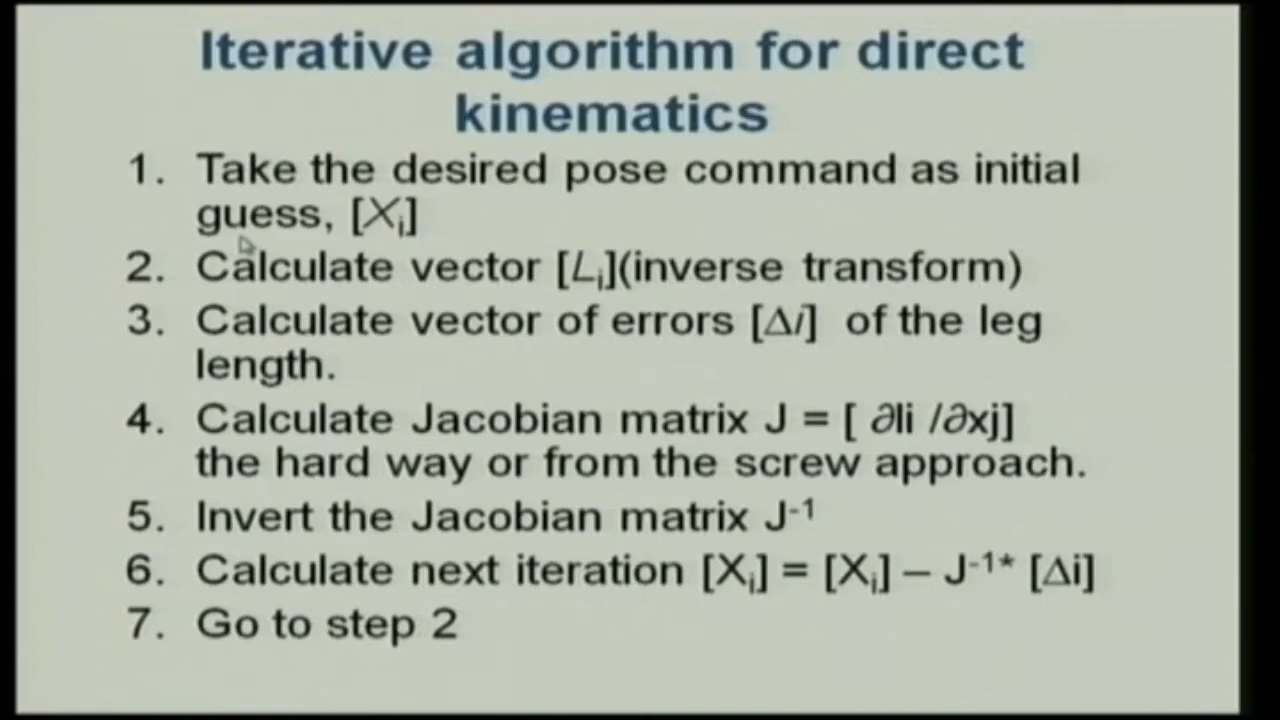 Iterative algorithm for direct
kinematics
1. Take the desired pose command as initial
guess, [Xi]
2. Calculate vector [Li](inverse transform)
3. Calculate vector of errors [Δi] of the leg
length.
4. Calculate Jacobian matrix J = [ ∂li /∂xj]
the hard way or from the screw approach.
5. Invert the Jacobian matrix J-1
6. Calculate next iteration [Xi] = [Xi] – J-1* [Δi]
7. Go to step 2